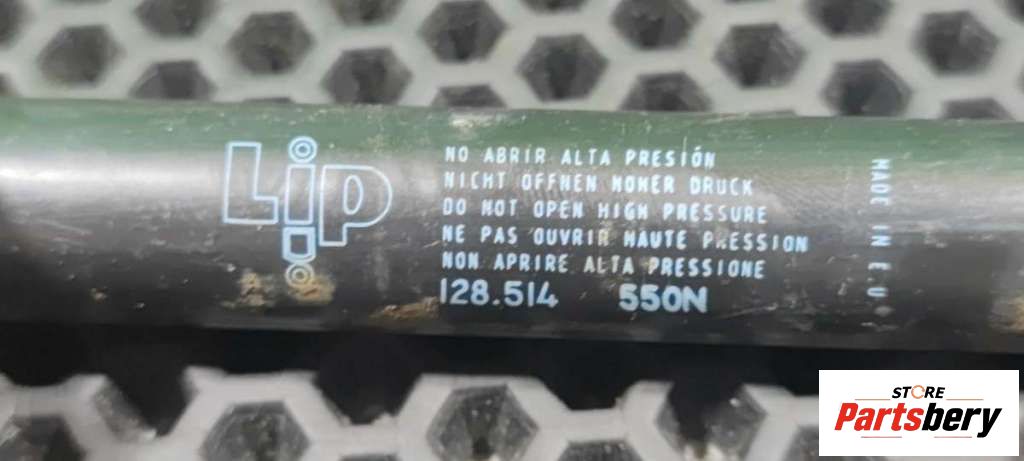 Lip
NO ABRIR ALTA PRESIÓN
NICHT OFFNEN HOHER DRUCK
DO NOT OPEN HIGH PRESSURE
NE PAS OUVRIR HAUTE PRESSION
NON APRIRE ALTA PRESSIONE
128.514 550N
MADE IN E.U.
STORE
Partsbery